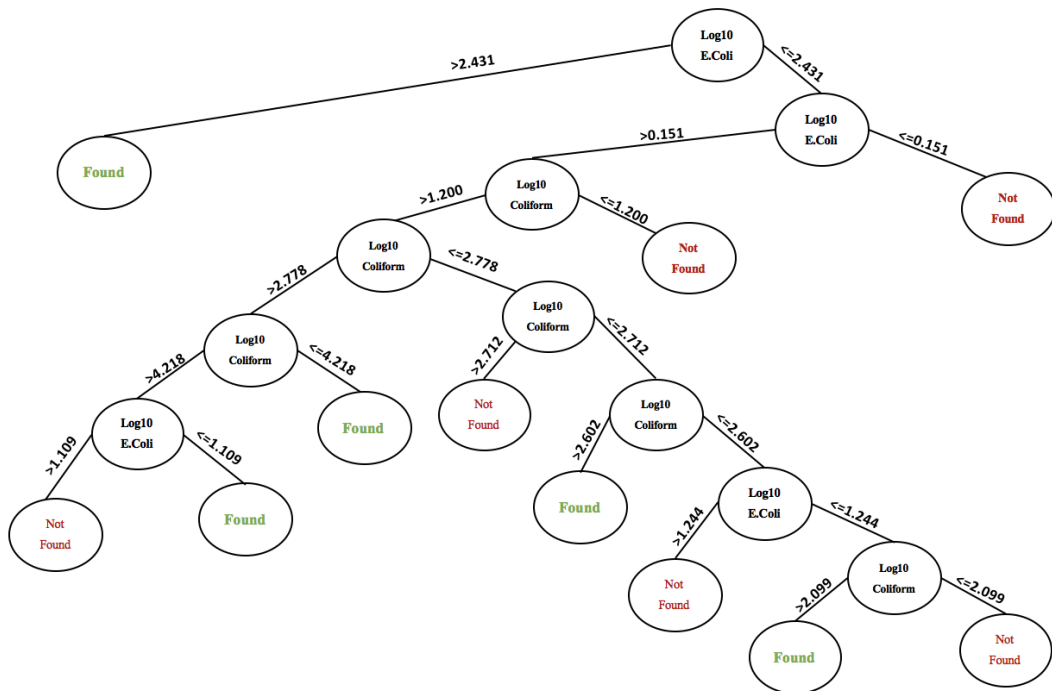 Log10
E.Coli
>2.431
<=2.431
Log10
E.Coli
>0.151
<=0.151
Found
Log10
Coliform
Not
Found
>1.200
<=1.200
Log10
Coliform
Not
Found
>2.778
<=2.778
Log10
Coliform
Log10
Coliform
>4.218
<=4.218
>2.712
<=2.712
Log10
E.Coli
Found
Not
Found
Log10
Coliform
>1.109
<=1.109
>2.602
<=2.602
Not
Found
Found
Found
Log10
E.Coli
>1.244
<=1.244
Not
Found
Log10
Coliform
>2.099
<=2.099
Found
Not
Found